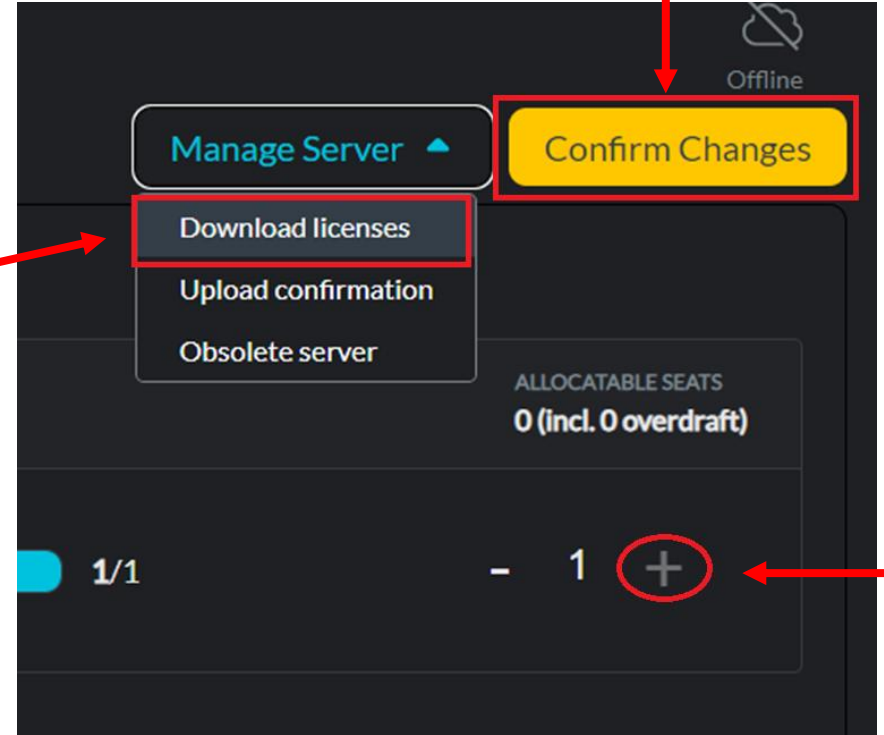 Offline
Manage Server
Confirm Changes
Download licenses
Upload confirmation
Obsolete server
ALLOCATABLE SEATS
0 (incl. 0 overdraft)
1/1
- 1 +